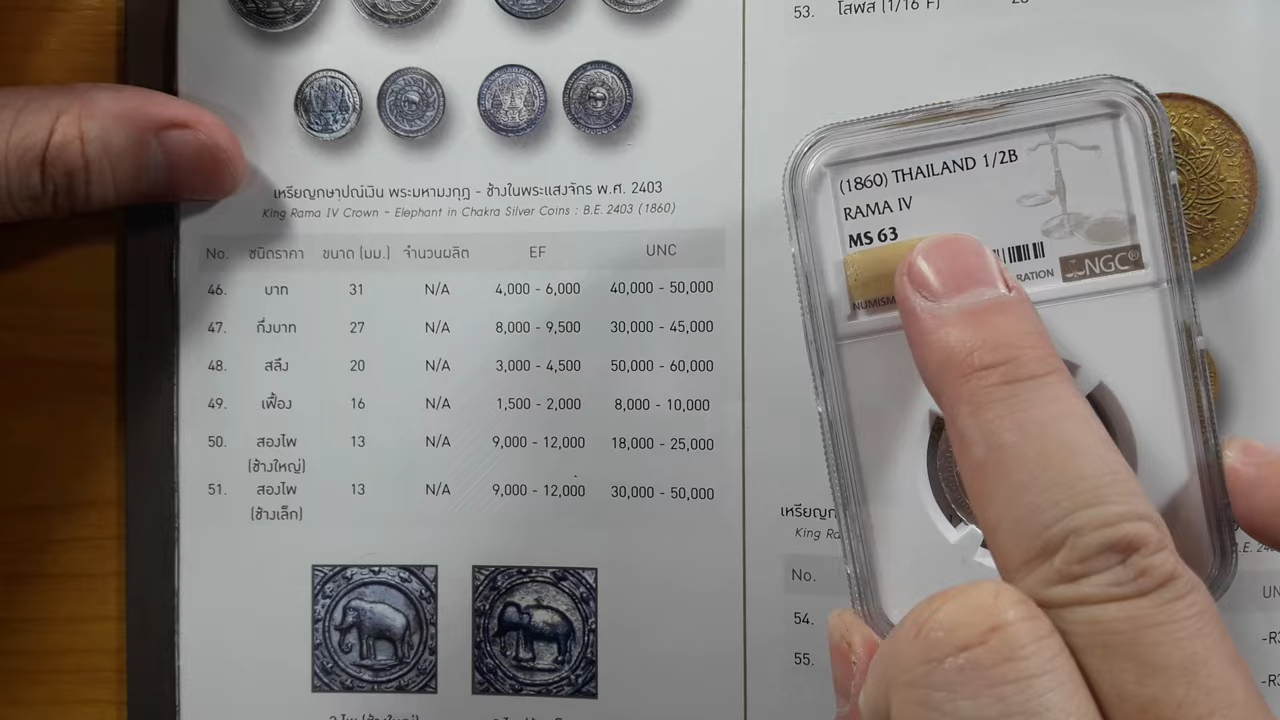 เหรียญกษาปณ์เงิน พระมหามงกุฎ - ช้างในพระแสงจักร พ.ศ. 2403
King Rama IV Crown - Elephant in Chakra Silver Coins : B.E. 2403 (1860)
No. ชนิดราคา ขนาด (มม.) จำนวนผลิต EF UNC
46. บาท 31 N/A 4,000 - 6,000 40,000 - 50,000
47. กึ่งบาท 27 N/A 8,000 - 9,500 30,000 - 45,000
48. สลึง 20 N/A 3,000 - 4,500 50,000 - 60,000
49. เฟื้อง 16 N/A 1,500 - 2,000 8,000 - 10,000
50. สองไพ 13 N/A 9,000 - 12,000 18,000 - 25,000
(ช้างใหญ่)
51. สองไพ 13 N/A 9,000 - 12,000 30,000 - 50,000
(ช้างเล็ก)
53. โสฬส (1/16 F)
(1860) THAILAND 1/2B
RAMA IV
MS 63
NGC®
King Ra
No.
54.
55.